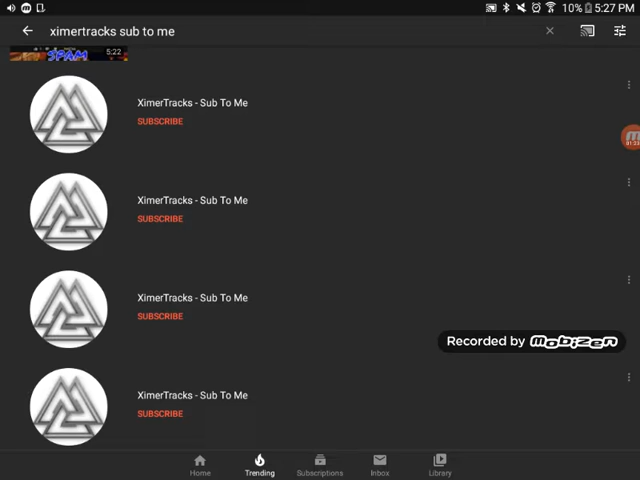 10% 5:27 PM
ximertracks sub to me
SPAM
5:22
XimerTracks - Sub To Me
SUBSCRIBE
XimerTracks - Sub To Me
SUBSCRIBE
XimerTracks - Sub To Me
SUBSCRIBE
XimerTracks - Sub To Me
SUBSCRIBE
01:23
Recorded by Mobizen
Home
Trending
Subscriptions
Inbox
Library